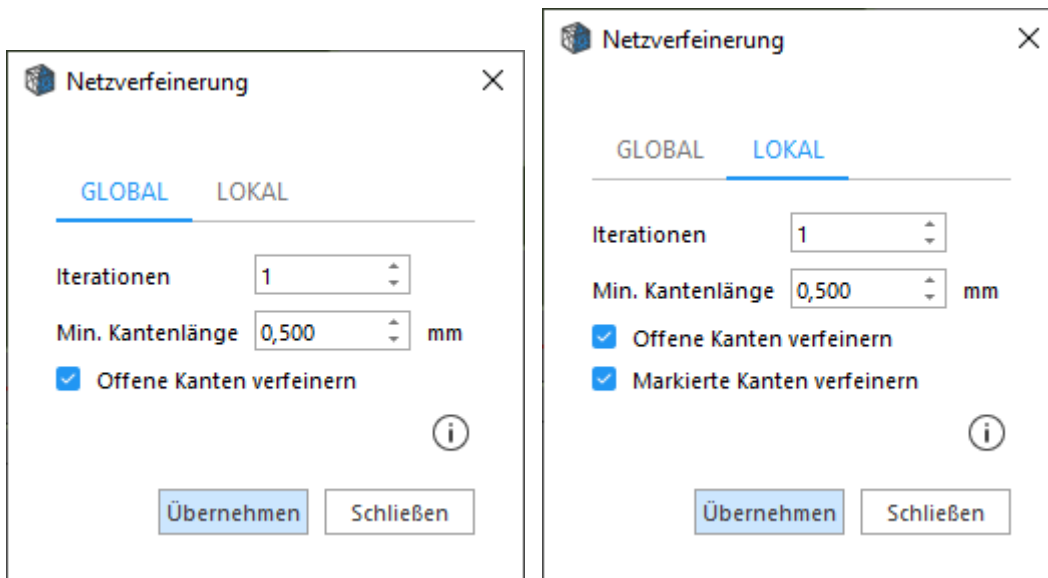 Netzverfeinerung
GLOBAL LOKAL
Iterationen 1
Min. Kantenlänge 0,500 mm
Offene Kanten verfeinern
Übernehmen Schließen
Netzverfeinerung
GLOBAL LOKAL
Iterationen 1
Min. Kantenlänge 0,500 mm
Offene Kanten verfeinern
Markierte Kanten verfeinern
Übernehmen Schließen